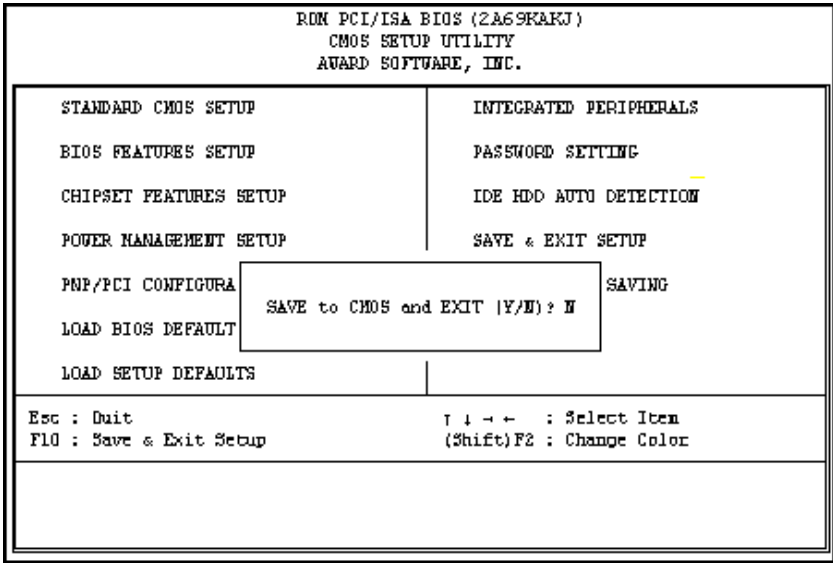 ROM PCI/ISA BIOS (2A69KAKJ)
CMOS SETUP UTILITY
AWARD SOFTWARE, INC.
STANDARD CMOS SETUP
BIOS FEATURES SETUP
CHIPSET FEATURES SETUP
POWER MANAGEMENT SETUP
PNP/PCI CONFIGURA
LOAD BIOS DEFAULT
LOAD SETUP DEFAULTS
INTEGRATED PERIPHERALS
PASSWORD SETTING
IDE HDD AUTO DETECTION
SAVE & EXIT SETUP
SAVING
SAVE to CMOS and EXIT (Y/N)? N
Esc : Quit
F10 : Save & Exit Setup
↑ ↓ → ← : Select Item
(Shift)F2 : Change Color